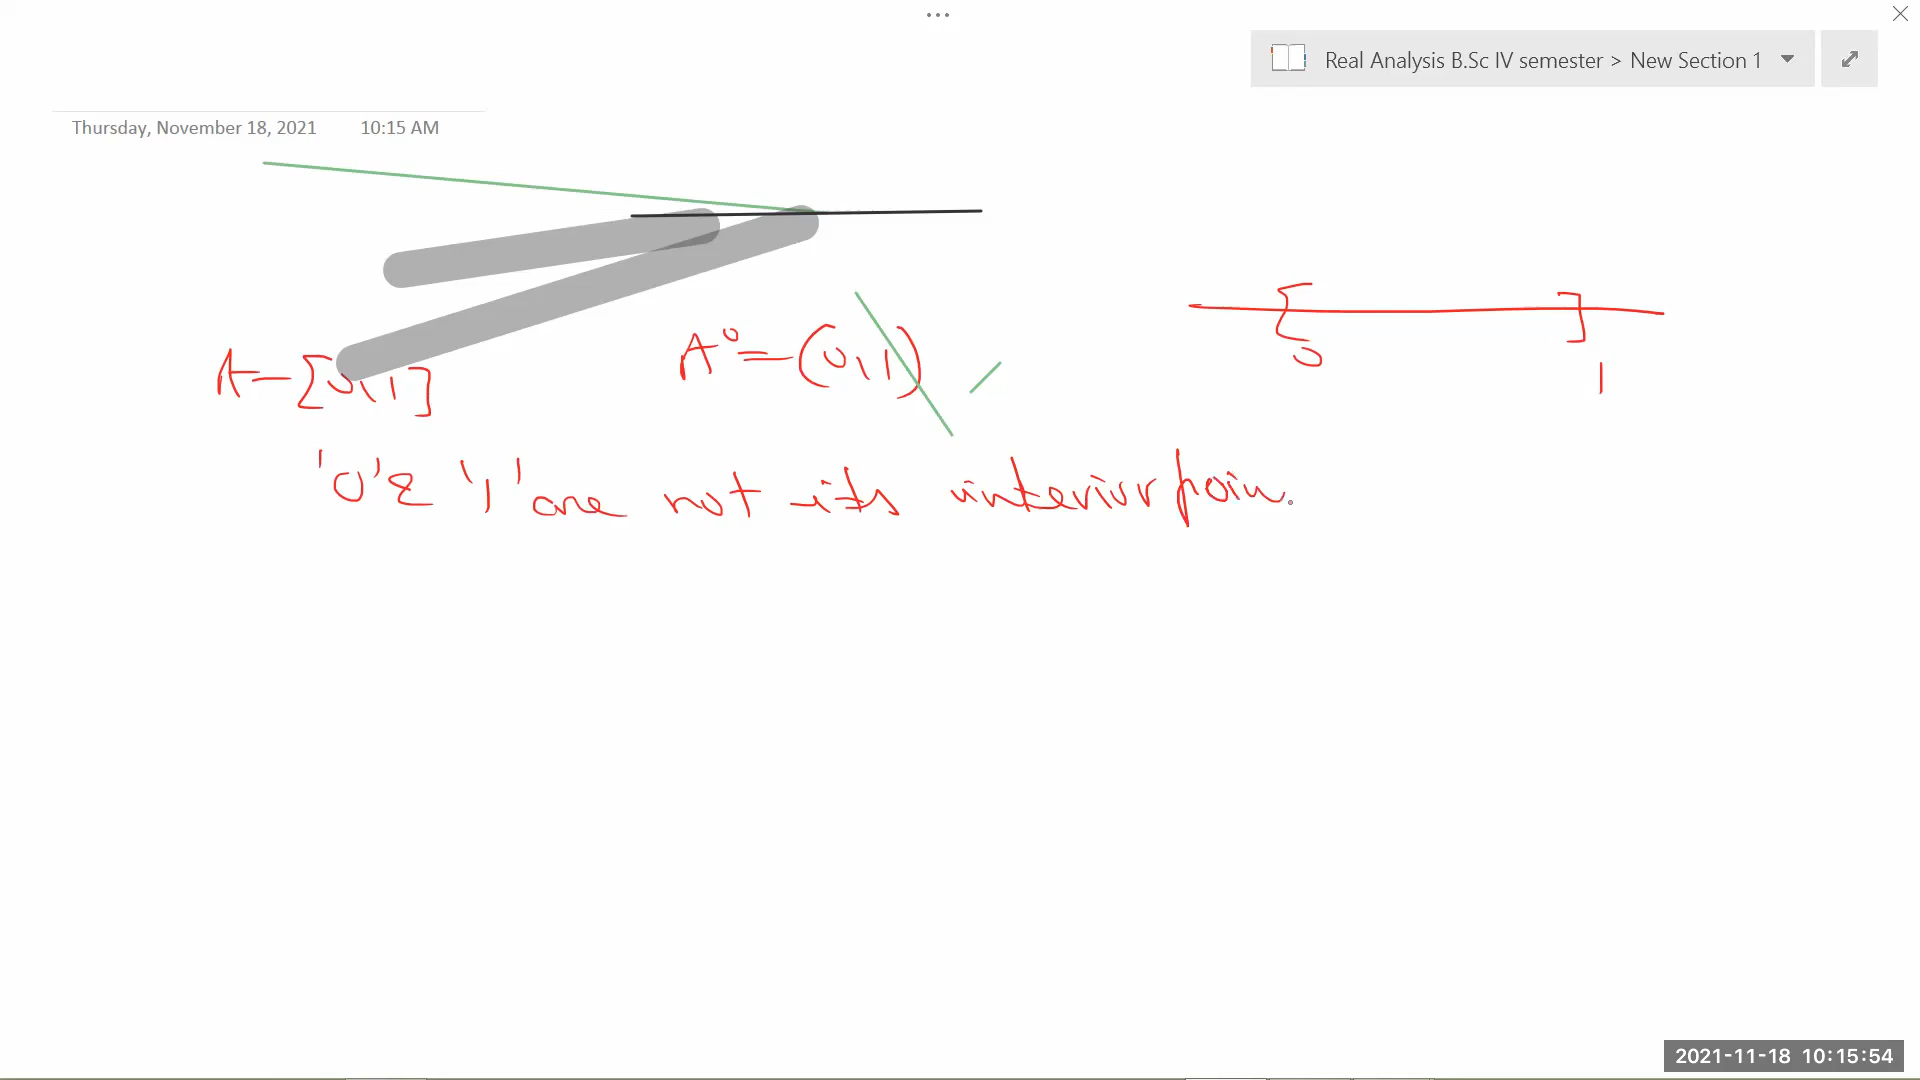 Real Analysis B.Sc IV semester > New Section 1
Thursday, November 18, 2021 10:15 AM
A = [0,1] A⁰ = (0,1)
0 1
'0' & '1' are not its interior poin
2021-11-18 10:15:54